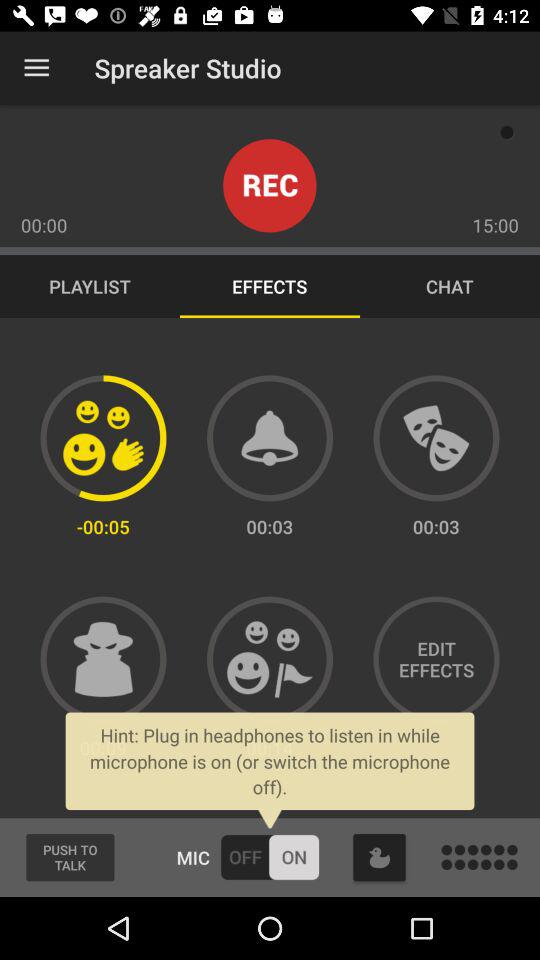 FAKE
4:12
Spreaker Studio
REC
00:00
15:00
PLAYLIST
EFFECTS
CHAT
-00:05
00:03
00:03
EDIT
EFFECTS
Hint: Plug in headphones to listen in while
microphone is on (or switch the microphone
off).
PUSH TO
TALK
MIC
OFF
ON